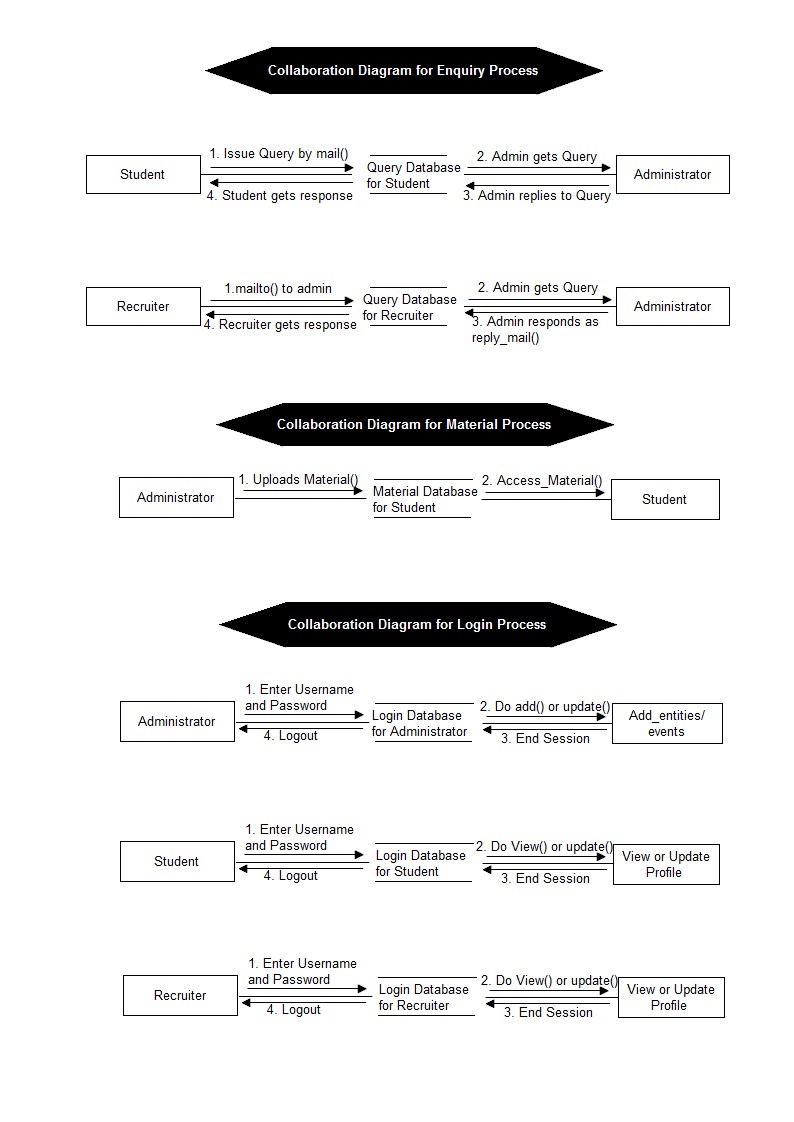 Collaboration Diagram for Enquiry Process
1. Issue Query by mail()
2. Admin gets Query
Student
Query Database
for Student
Administrator
4. Student gets response
3. Admin replies to Query
1.mailto() to admin
2. Admin gets Query
Recruiter
Query Database
for Recruiter
Administrator
4. Recruiter gets response
3. Admin responds as
reply_mail()
Collaboration Diagram for Material Process
1. Uploads Material()
2. Access_Material()
Administrator
Material Database
for Student
Student
Collaboration Diagram for Login Process
1. Enter Username
and Password
2. Do add() or update()
Administrator
Login Database
for Administrator
Add_entities/
events
4. Logout
3. End Session
1. Enter Username
and Password
2. Do View() or update()
Student
Login Database
for Student
View or Update
Profile
4. Logout
3. End Session
1. Enter Username
and Password
2. Do View() or update()
Recruiter
Login Database
for Recruiter
View or Update
Profile
4. Logout
3. End Session